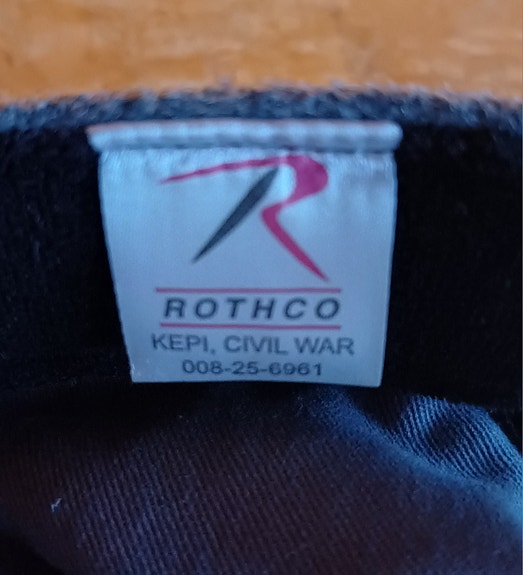 ROTHCO
KEPI, CIVIL WAR
008-25-6961